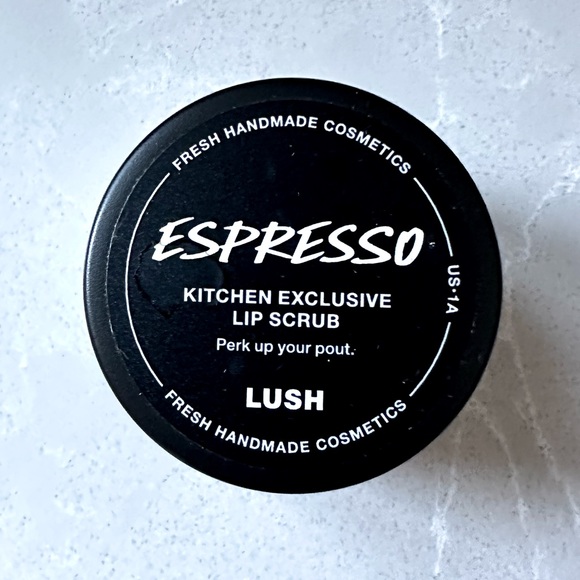 FRESH HANDMADE COSMETICS
ESPRESSO
KITCHEN EXCLUSIVE
LIP SCRUB
Perk up your pout.
LUSH
US·1A
FRESH HANDMADE COSMETICS